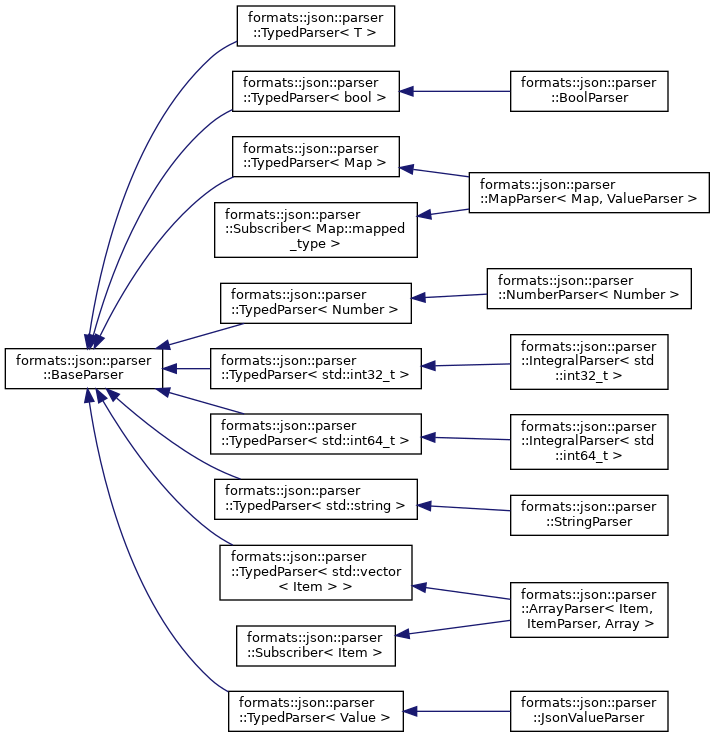 formats::json::parser
::TypedParser< T >
formats::json::parser
::TypedParser< bool >
formats::json::parser
::BoolParser
formats::json::parser
::TypedParser< Map >
formats::json::parser
::MapParser< Map, ValueParser >
formats::json::parser
::Subscriber< Map::mapped
_type >
formats::json::parser
::TypedParser< Number >
formats::json::parser
::NumberParser< Number >
formats::json::parser
::BaseParser
formats::json::parser
::TypedParser< std::int32_t >
formats::json::parser
::IntegralParser< std
::int32_t >
formats::json::parser
::TypedParser< std::int64_t >
formats::json::parser
::IntegralParser< std
::int64_t >
formats::json::parser
::TypedParser< std::string >
formats::json::parser
::StringParser
formats::json::parser
::TypedParser< std::vector
< Item > >
formats::json::parser
::ArrayParser< Item,
ItemParser, Array >
formats::json::parser
::Subscriber< Item >
formats::json::parser
::TypedParser< Value >
formats::json::parser
::JsonValueParser